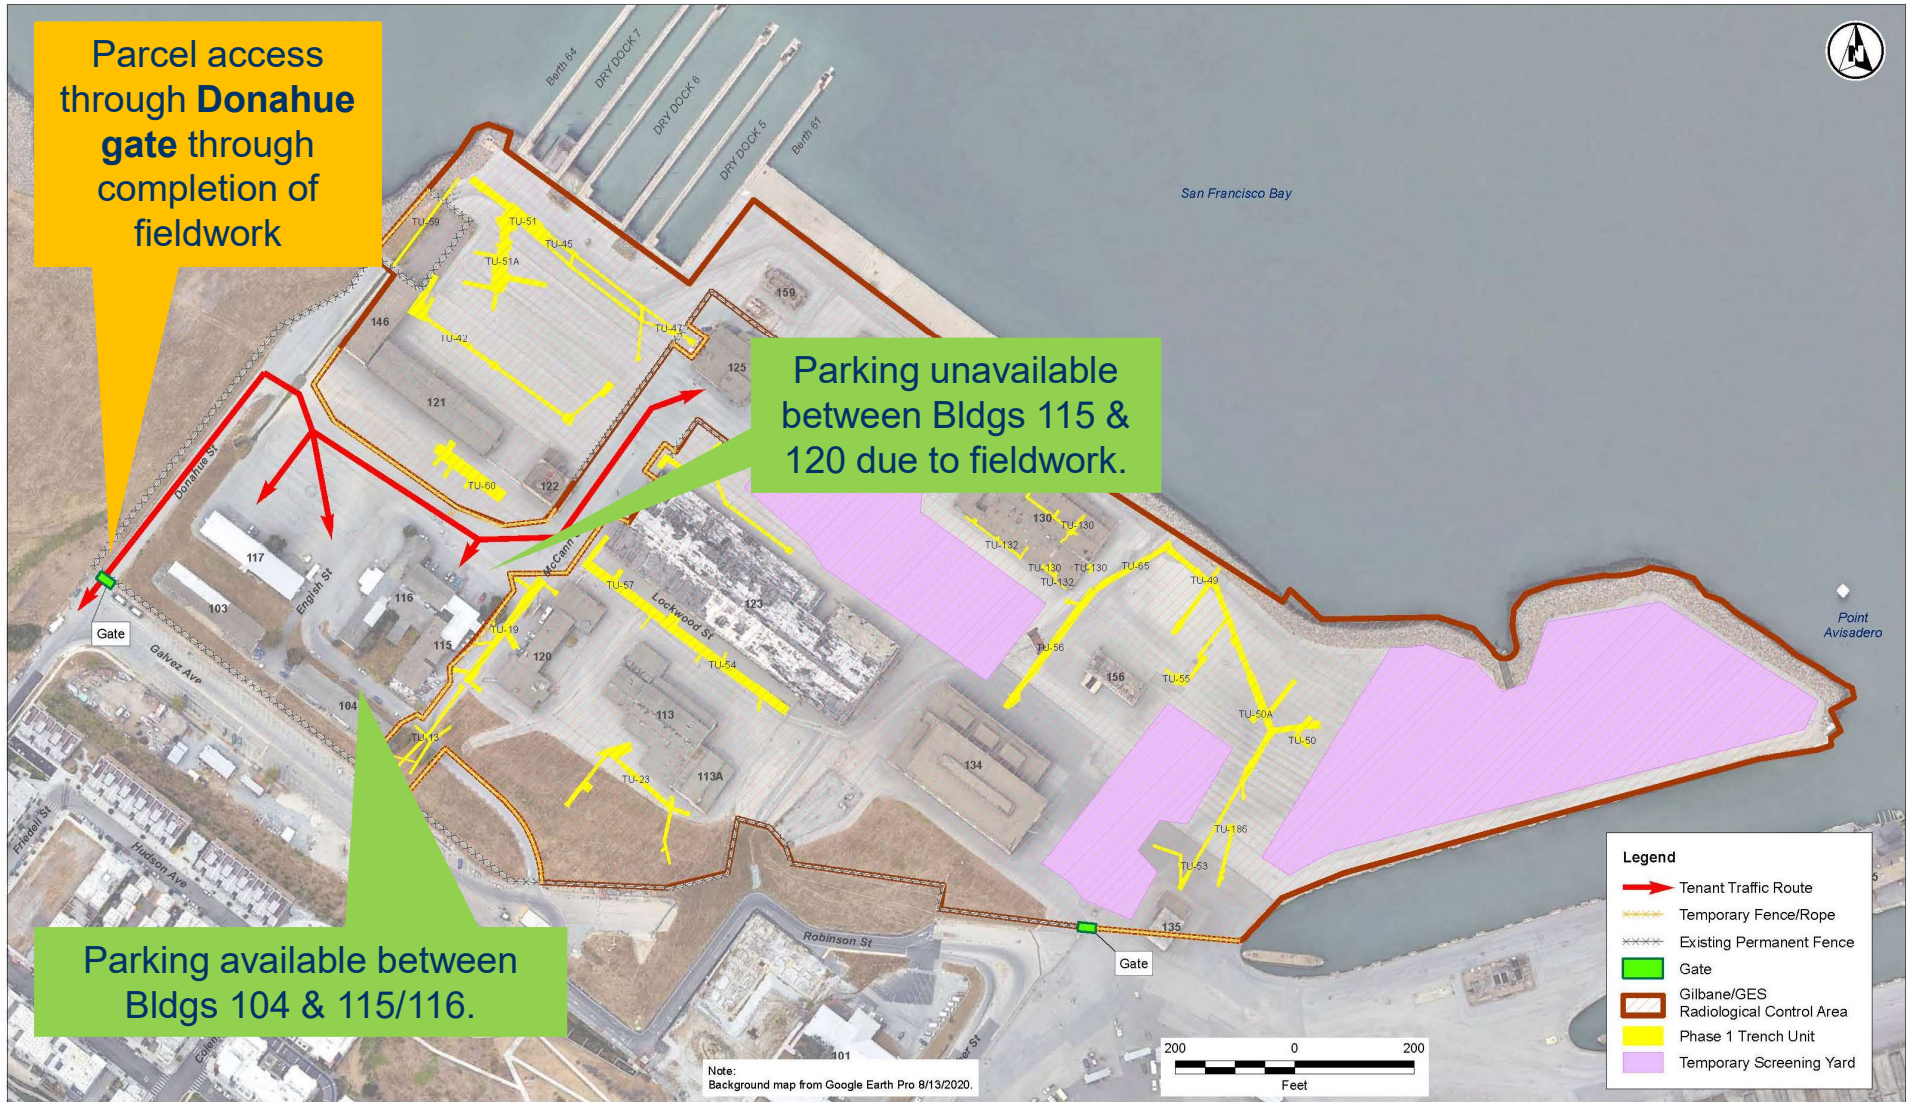 Parcel access
through Donahue
gate through
completion of
fieldwork
Berth 64
DRY DOCK 7
DRY DOCK 6
DRY DOCK 5
Berth 61
N
San Francisco Bay
TU-59
TU-51
TU-45
TU-51A
159
146
TU-42
TU-47
125
Parking unavailable
between Bldgs 115 &
120 due to fieldwork.
121
Donahue St
TU-60
122
130
TU-130
TU-132
TU-130
TU-130
TU-132
TU-65
TU-49
117
McCann
TU-57
123
103
English St
116
Lockwood St
Point
Avisadero
Gate
115
TU-19
120
TU-54
TU-56
156
TU-55
Galvez Ave
104
113
TU-50A
TU-50
TU-13
TU-23
113A
134
Friedell St
Hudson Ave
TU-186
TU-53
135
Robinson St
Gate
Parking available between
Bldgs 104 & 115/116.
101
Legend
Tenant Traffic Route
Temporary Fence/Rope
Existing Permanent Fence
Gate
Gilbane/GES
Radiological Control Area
Phase 1 Trench Unit
Temporary Screening Yard
Note:
Background map from Google Earth Pro 8/13/2020.
200 0 200
Feet